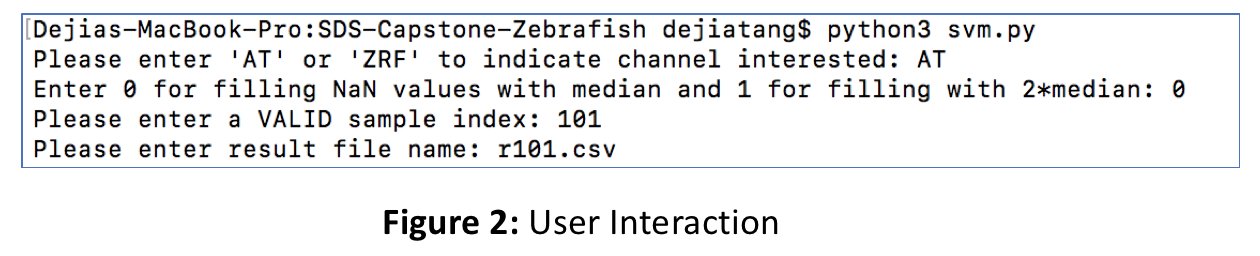 [Dejias-MacBook-Pro:SDS-Capstone-Zebrafish dejiatang$ python3 svm.py
Please enter 'AT' or 'ZRF' to indicate channel interested: AT
Enter 0 for filling NaN values with median and 1 for filling with 2*median: 0
Please enter a VALID sample index: 101
Please enter result file name: r101.csv
Figure 2: User Interaction